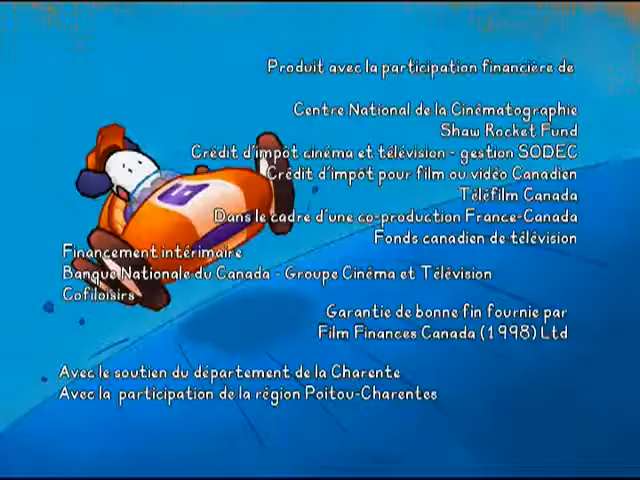 Produit avec la participation financière de
Centre National de la Cinématographie
Shaw Rocket Fund
Crédit d'impôt cinéma et télévision - gestion SODEC
Crédit d'impôt pour film ou vidéo Canadien
Téléfilm Canada
Dans le cadre d'une co-production France-Canada
Fonds canadien de télévision
Financement intérimaire
Banque Nationale du Canada - Groupe Cinéma et Télévision
Cofiloisirs
Garantie de bonne fin fournie par
Film Finances Canada (1998) Ltd
Avec le soutien du département de la Charente
Avec la participation de la région Poitou-Charentes